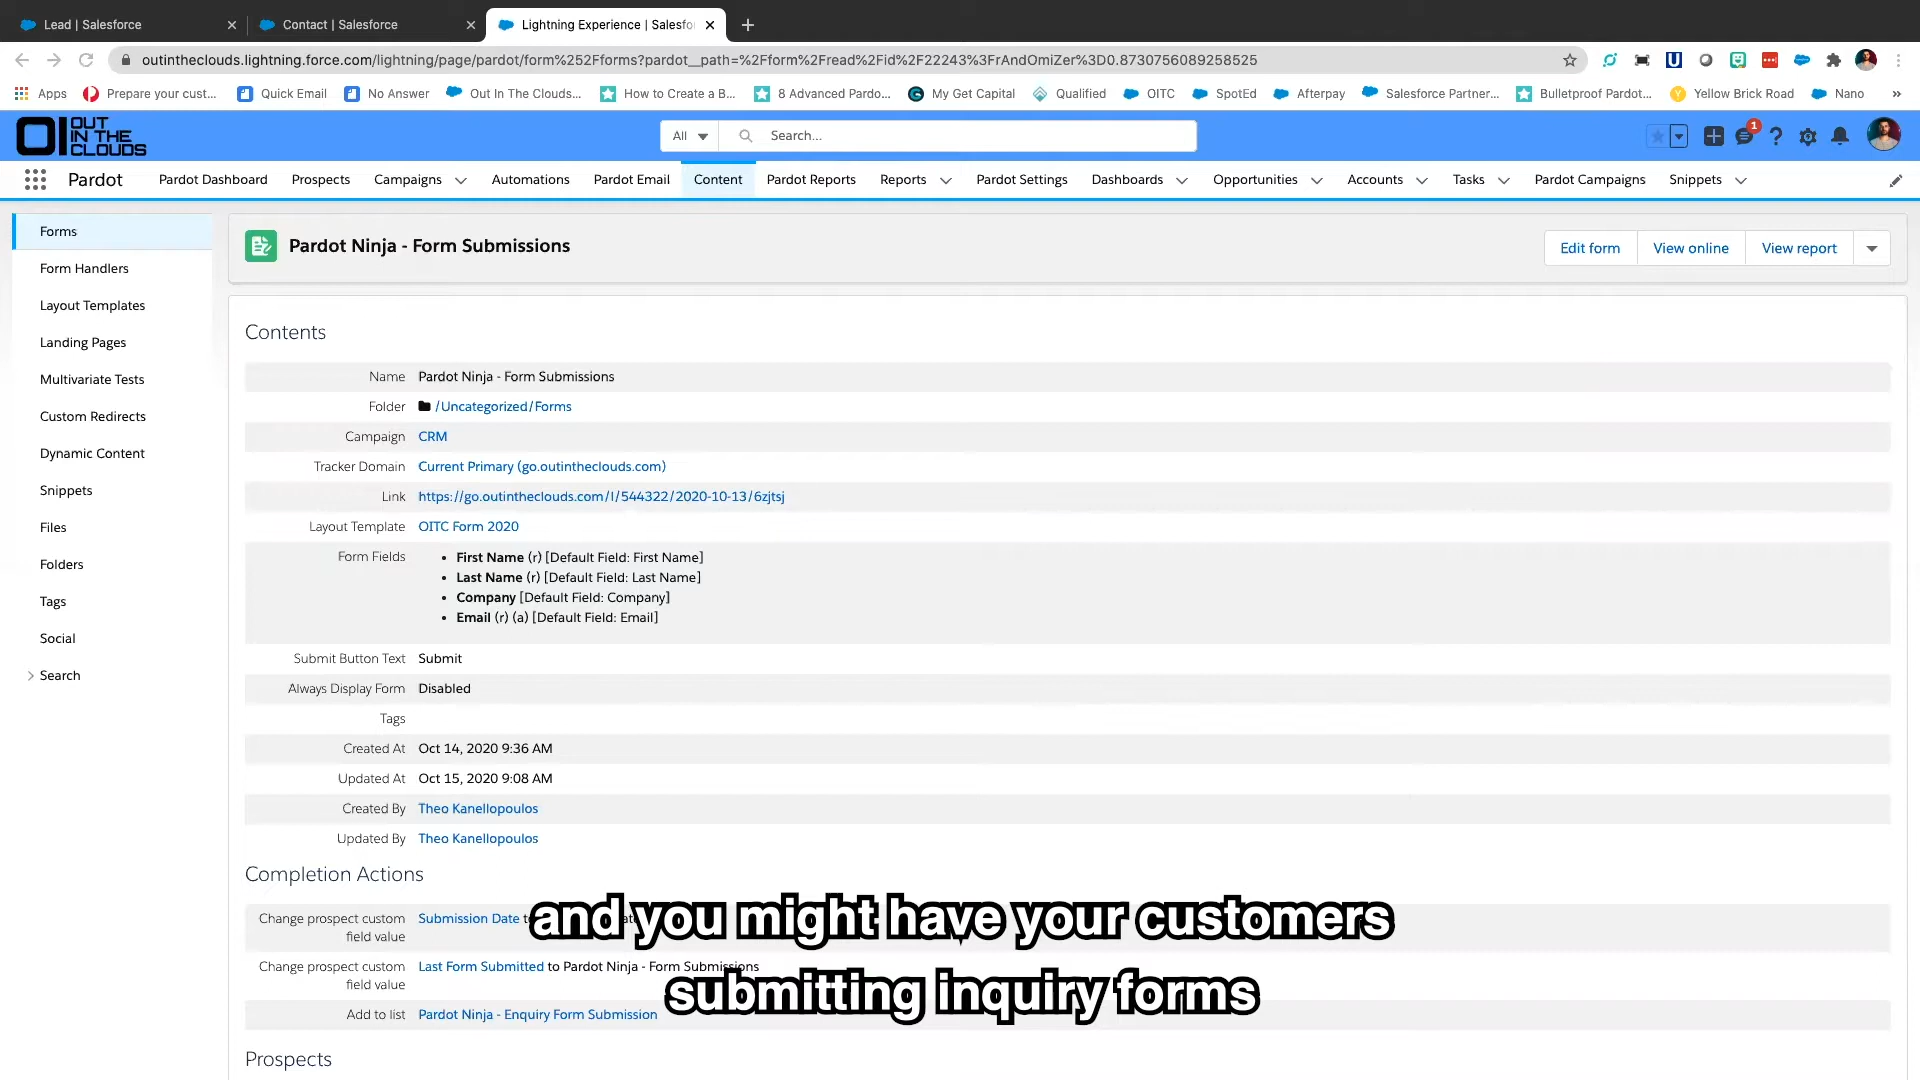 Lead | Salesforce
Contact | Salesforce
Lightning Experience | Salesfo
outintheclouds.lightning.force.com/lightning/page/pardot/form%252Fforms?pardot__path=%2Fform%2Fread%2Fid%2F22243%3FrAndOmiZer%3D0.8730756089258525
Apps
Prepare your cust...
Quick Email
No Answer
Out In The Clouds...
How to Create a B...
8 Advanced Pardo...
My Get Capital
Qualified
OITC
SpotEd
Afterpay
Salesforce Partner...
Bulletproof Pardot...
Yellow Brick Road
Nano
»
OI OUT IN THE CLOUDS
All
Search...
1
Pardot
Pardot Dashboard
Prospects
Campaigns
Automations
Pardot Email
Content
Pardot Reports
Reports
Pardot Settings
Dashboards
Opportunities
Accounts
Tasks
Pardot Campaigns
Snippets
Forms
Form Handlers
Layout Templates
Landing Pages
Multivariate Tests
Custom Redirects
Dynamic Content
Snippets
Files
Folders
Tags
Social
Search
Pardot Ninja - Form Submissions
Edit form
View online
View report
Contents
Name Pardot Ninja - Form Submissions
Folder /Uncategorized/Forms
Campaign CRM
Tracker Domain Current Primary (go.outintheclouds.com)
Link https://go.outintheclouds.com/l/544322/2020-10-13/6zjtsj
Layout Template OITC Form 2020
Form Fields
• First Name (r) [Default Field: First Name]
• Last Name (r) [Default Field: Last Name]
• Company [Default Field: Company]
• Email (r) (a) [Default Field: Email]
Submit Button Text Submit
Always Display Form Disabled
Tags
Created At Oct 14, 2020 9:36 AM
Updated At Oct 15, 2020 9:08 AM
Created By Theo Kanellopoulos
Updated By Theo Kanellopoulos
Completion Actions
Change prospect custom field value Submission Date
Change prospect custom field value Last Form Submitted to Pardot Ninja - Form Submissions
Add to list Pardot Ninja - Enquiry Form Submission
Prospects
and you might have your customers
submitting inquiry forms